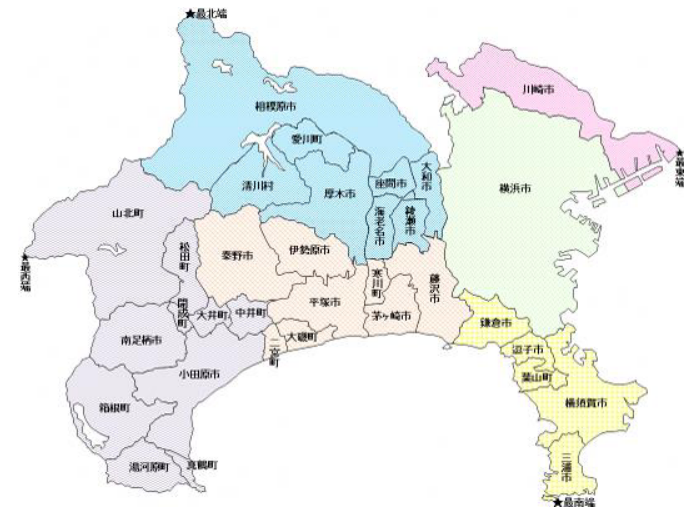 ★最北端
川崎市
相模原市
愛川町
★最東端
大和市
座間市
横浜市
清川村
厚木市
海老名市
綾瀬市
山北町
松田町
秦野市
伊勢原市
★最西端
寒川町
藤沢市
開成町
大井町
中井町
平塚市
茅ヶ崎市
鎌倉市
南足柄市
大磯町
二宮町
逗子市
小田原市
葉山町
箱根町
横須賀市
湯河原町
真鶴町
三浦市
★最南端